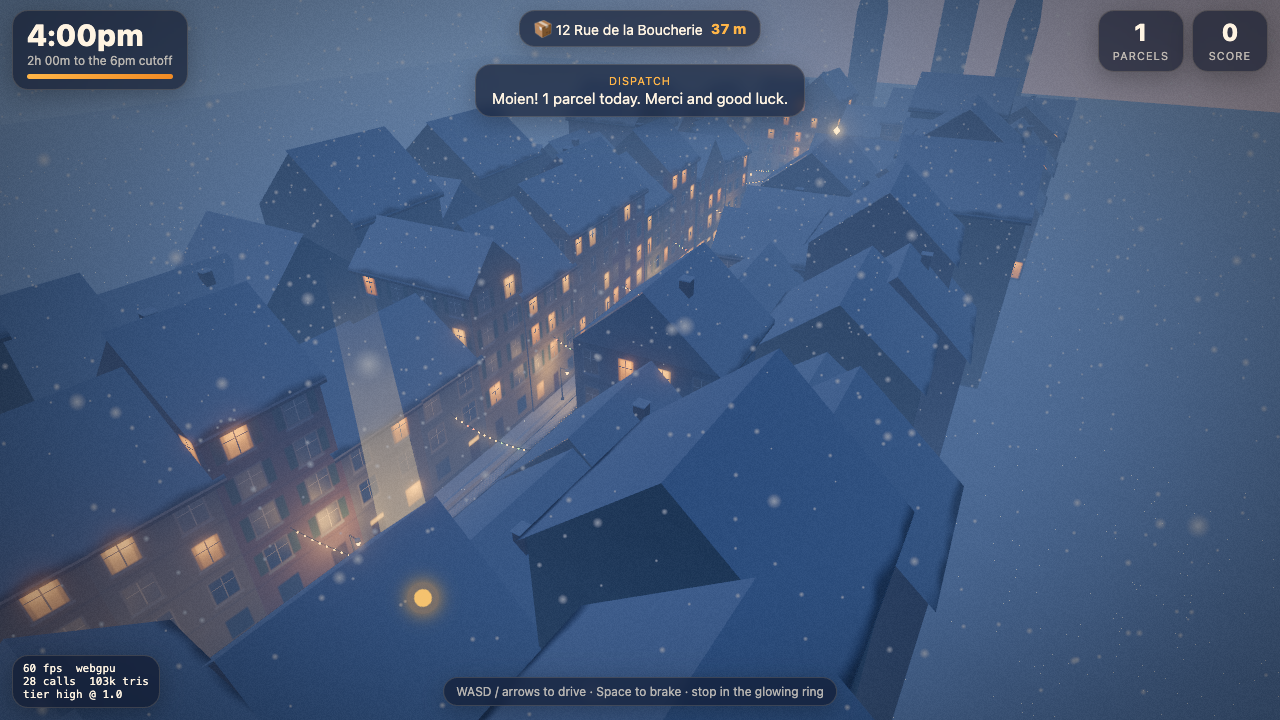 4:00pm
2h 00m to the 6pm cutoff
📦 12 Rue de la Boucherie 37 m
DISPATCH
Moien! 1 parcel today. Merci and good luck.
1
PARCELS
0
SCORE
60 fps webgpu
28 calls 103k tris
tier high @ 1.0
WASD / arrows to drive · Space to brake · stop in the glowing ring